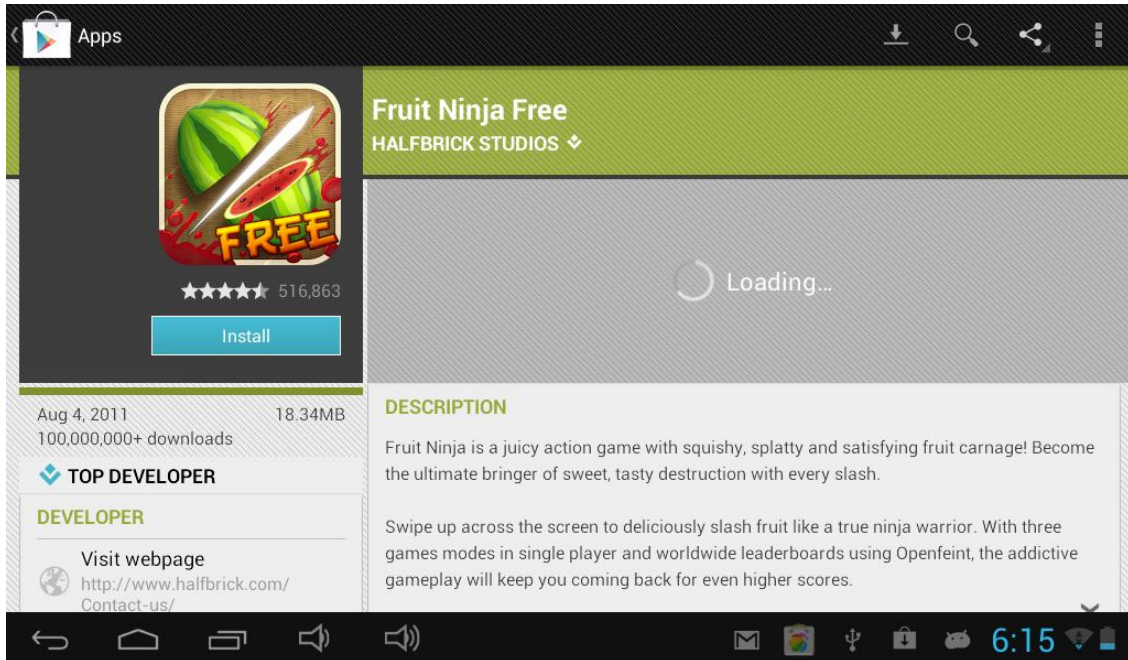 Apps
Fruit Ninja Free
HALFBRICK STUDIOS
FREE
516,863
Install
Loading...
Aug 4, 2011 18.34MB
100,000,000+ downloads
TOP DEVELOPER
DEVELOPER
Visit webpage
http://www.halfbrick.com/
Contact-us/
DESCRIPTION
Fruit Ninja is a juicy action game with squishy, splatty and satisfying fruit carnage! Become
the ultimate bringer of sweet, tasty destruction with every slash.
Swipe up across the screen to deliciously slash fruit like a true ninja warrior. With three
games modes in single player and worldwide leaderboards using Openfeint, the addictive
gameplay will keep you coming back for even higher scores.
6:15